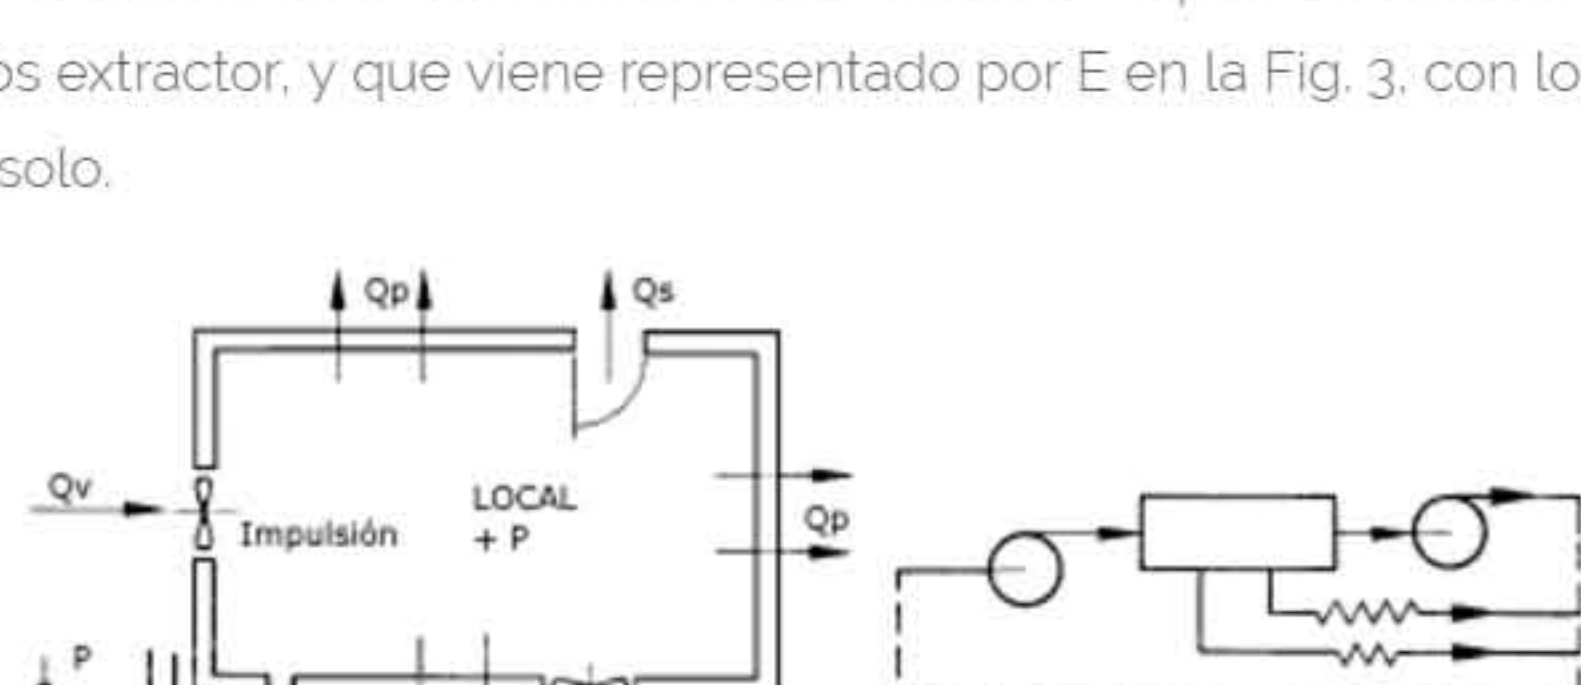 os extractor, y que viene representado por E en la Fig. 3, con lo
solo.
Qp
Qs
Qv
Impulsión
LOCAL
+ P
Qp
P